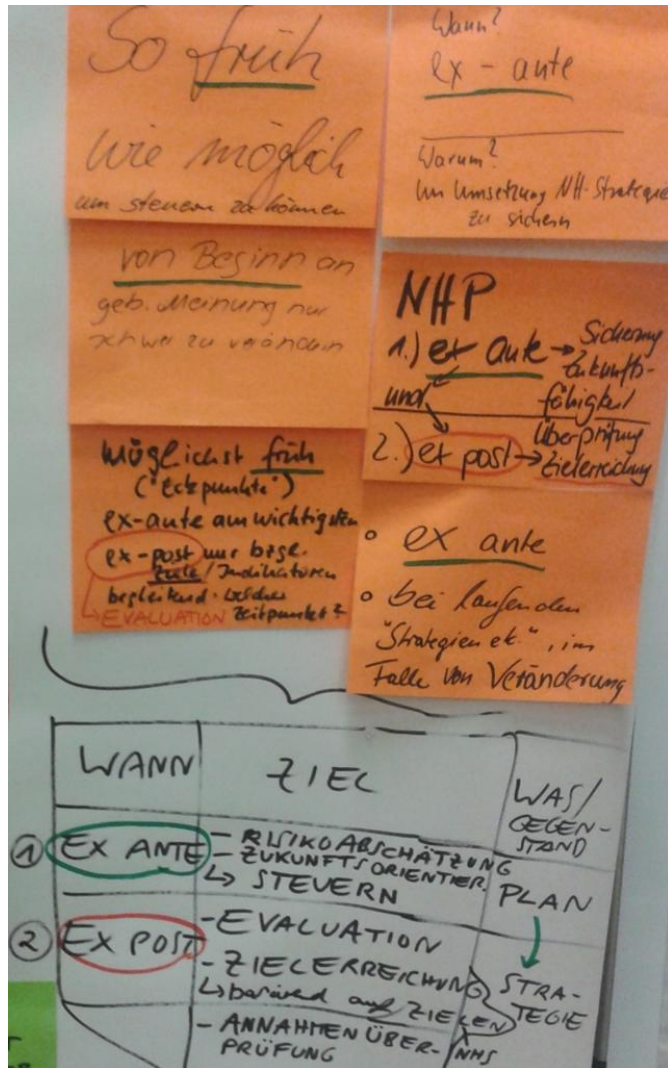 So früh
wie möglich
um steuern zu können
Wann?
ex-ante
Warum?
Um Umsetzung NH-Strategie
zu sichern
von Beginn an
geb. Meinung nur
schwer zu verändern
NHP
1.) ex ante → Sicherung
Zukunfts-
und
fähigkeit
2.) ex post → Überprüfung
Zielerreichung
möglichst früh
("Eckpunkte")
ex-ante am wichtigsten
ex-post nur bzgl.
Ziele/Indikatoren
begleitend. welcher
↳ EVALUATION Zeitpunkt?
ex ante
bei laufenden
"Strategien etc.", im
Falle von Veränderung
WANN
ZIEL
WAS/
GEGEN-
STAND
1 EX ANTE
- RISIKOABSCHÄTZUNG
- ZUKUNFTSORIENTIER.
↳ STEUERN
PLAN
2 EX POST
- EVALUATION
- ZIELERREICHUNG
↳ basierend auf ZIELEN
STRA-
TEGIE
- ANNAHMEN ÜBER-
PRÜFUNG
NHS